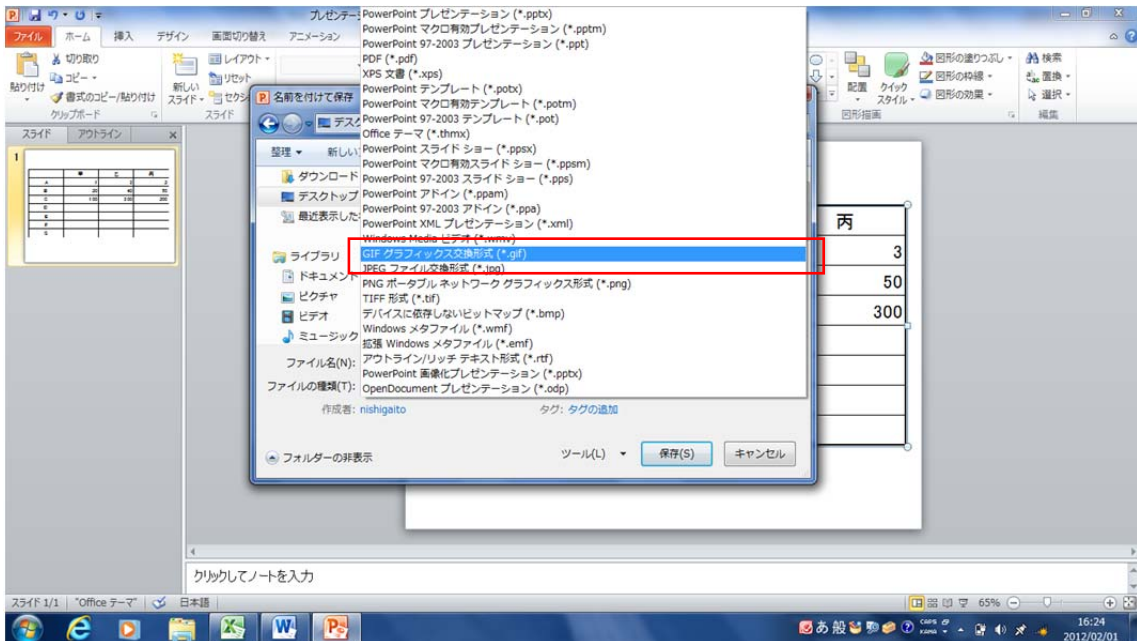 プレゼンテーシ
ファイル ホーム 挿入 デザイン 画面切り替え アニメーション
貼り付け
切り取り
コピー
書式のコピー/貼り付け
クリップボード
新しい
スライド
レイアウト
リセット
セクシ
スライド
配置
クイック
スタイル
図形の塗りつぶし
図形の枠線
図形の効果
図形描画
検索
置換
選択
編集
スライド アウトライン
1
名前を付けて保存
デスク
整理 新しい
ダウンロード
デスクトップ
最近表示した
ライブラリ
ドキュメント
ピクチャ
ビデオ
ミュージック
PowerPoint プレゼンテーション (*.pptx)
PowerPoint マクロ有効プレゼンテーション (*.pptm)
PowerPoint 97-2003 プレゼンテーション (*.ppt)
PDF (*.pdf)
XPS 文書 (*.xps)
PowerPoint テンプレート (*.potx)
PowerPoint マクロ有効テンプレート (*.potm)
PowerPoint 97-2003 テンプレート (*.pot)
Office テーマ (*.thmx)
PowerPoint スライド ショー (*.ppsx)
PowerPoint マクロ有効スライド ショー (*.ppsm)
PowerPoint 97-2003 スライド ショー (*.pps)
PowerPoint アドイン (*.ppam)
PowerPoint 97-2003 アドイン (*.ppa)
PowerPoint XML プレゼンテーション (*.xml)
Windows Media ビデオ (*.wmv)
GIF グラフィックス交換形式 (*.gif)
JPEG ファイル交換形式 (*.jpg)
PNG ポータブル ネットワーク グラフィックス形式 (*.png)
TIFF 形式 (*.tif)
デバイスに依存しないビットマップ (*.bmp)
Windows メタファイル (*.wmf)
拡張 Windows メタファイル (*.emf)
アウトライン/リッチ テキスト形式 (*.rtf)
PowerPoint 画像化プレゼンテーション (*.pptx)
OpenDocument プレゼンテーション (*.odp)
ファイル名(N):
ファイルの種類(T):
作成者: nishigaito タグ: タグの追加
フォルダーの非表示 ツール(L) 保存(S) キャンセル
丙
3
50
300
クリックしてノートを入力
スライド 1/1 "Office テーマ" 日本語 65%
あ 般 CAPS KANA 16:24
2012/02/01